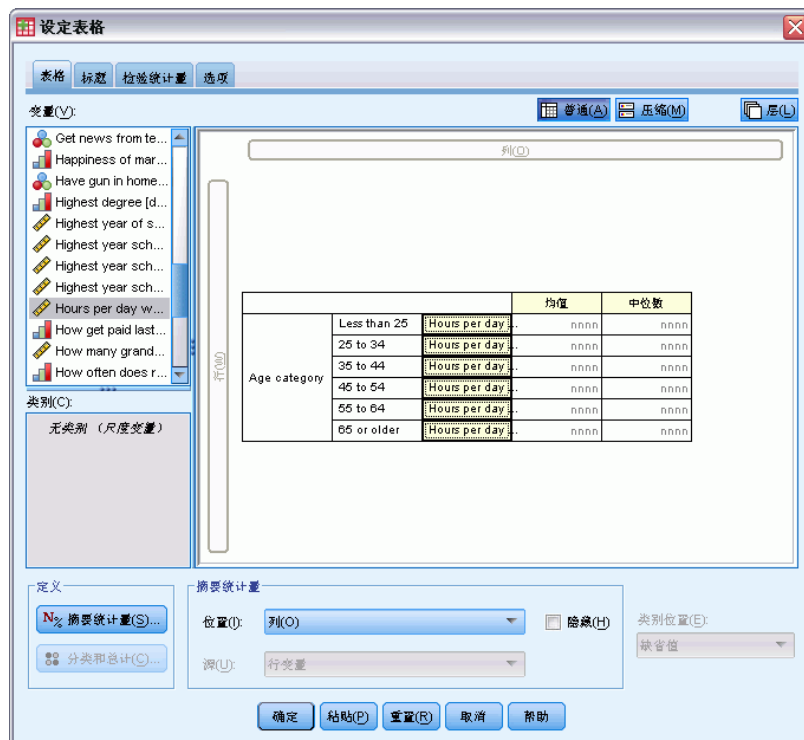 设定表格
表格 标题 检验统计量 选项
变量(V):
普通(A) 压缩(M) 层(L)
Get news from te...
Happiness of mar...
Have gun in home...
Highest degree [d...
Highest year of s...
Highest year sch...
Highest year sch...
Highest year sch...
Hours per day w...
How get paid last...
How many grand...
How often does r...
类别(C):
无类别 (尺度变量)
列(O)
行(W)
均值 中位数
Age category
Less than 25 Hours per day... nnnn nnnn
25 to 34 Hours per day... nnnn nnnn
35 to 44 Hours per day... nnnn nnnn
45 to 54 Hours per day... nnnn nnnn
55 to 64 Hours per day... nnnn nnnn
65 or older Hours per day... nnnn nnnn
定义
N% 摘要统计量(S)...
分类和总计(C)...
摘要统计量
位置(I): 列(O) 隐藏(H)
源(U): 行变量
类别位置(E):
缺省值
确定 粘贴(P) 重置(R) 取消 帮助